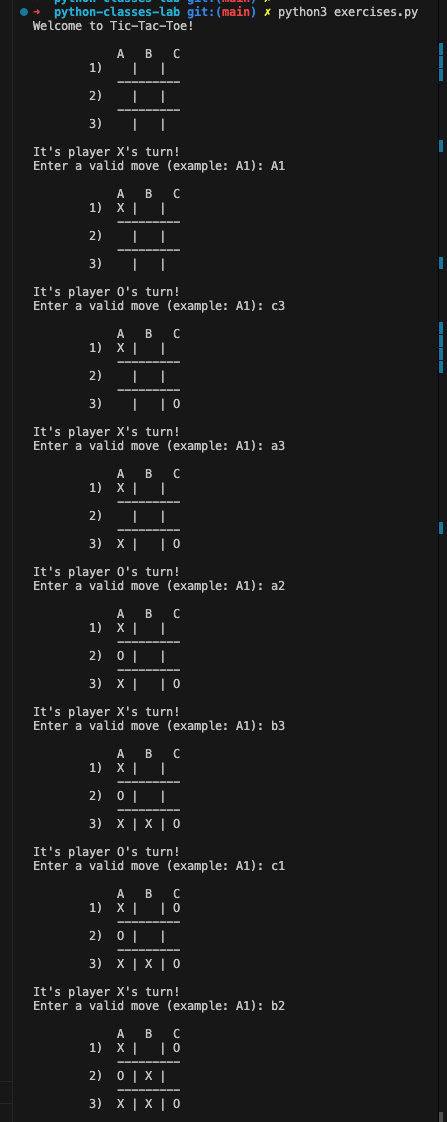 python-classes-lab git:(main) ✗
➜  python-classes-lab git:(main) ✗ python3 exercises.py
Welcome to Tic-Tac-Toe!
A   B   C
1)    |   |
-----------
2)    |   |
-----------
3)    |   |
It's player X's turn!
Enter a valid move (example: A1): A1
A   B   C
1)  X |   |
-----------
2)    |   |
-----------
3)    |   |
It's player O's turn!
Enter a valid move (example: A1): c3
A   B   C
1)  X |   |
-----------
2)    |   |
-----------
3)    |   | O
It's player X's turn!
Enter a valid move (example: A1): a3
A   B   C
1)  X |   |
-----------
2)    |   |
-----------
3)  X |   | O
It's player O's turn!
Enter a valid move (example: A1): a2
A   B   C
1)  X |   |
-----------
2)  O |   |
-----------
3)  X |   | O
It's player X's turn!
Enter a valid move (example: A1): b3
A   B   C
1)  X |   |
-----------
2)  O |   |
-----------
3)  X | X | O
It's player O's turn!
Enter a valid move (example: A1): c1
A   B   C
1)  X |   | O
-----------
2)  O |   |
-----------
3)  X | X | O
It's player X's turn!
Enter a valid move (example: A1): b2
A   B   C
1)  X |   | O
-----------
2)  O | X |
-----------
3)  X | X | O